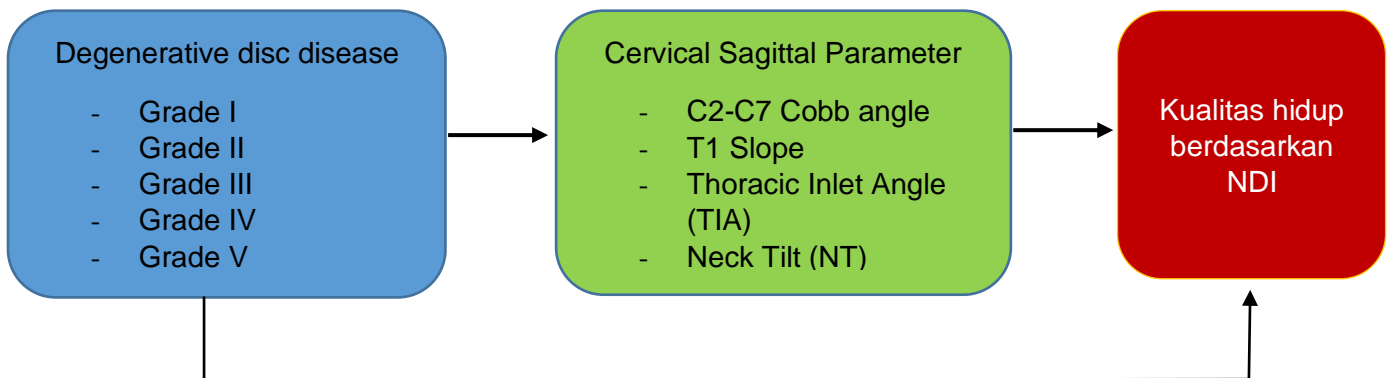 Degenerative disc disease
- Grade I
- Grade II
- Grade III
- Grade IV
- Grade V
Cervical Sagittal Parameter
- C2-C7 Cobb angle
- T1 Slope
- Thoracic Inlet Angle
(TIA)
- Neck Tilt (NT)
Kualitas hidup
berdasarkan
NDI